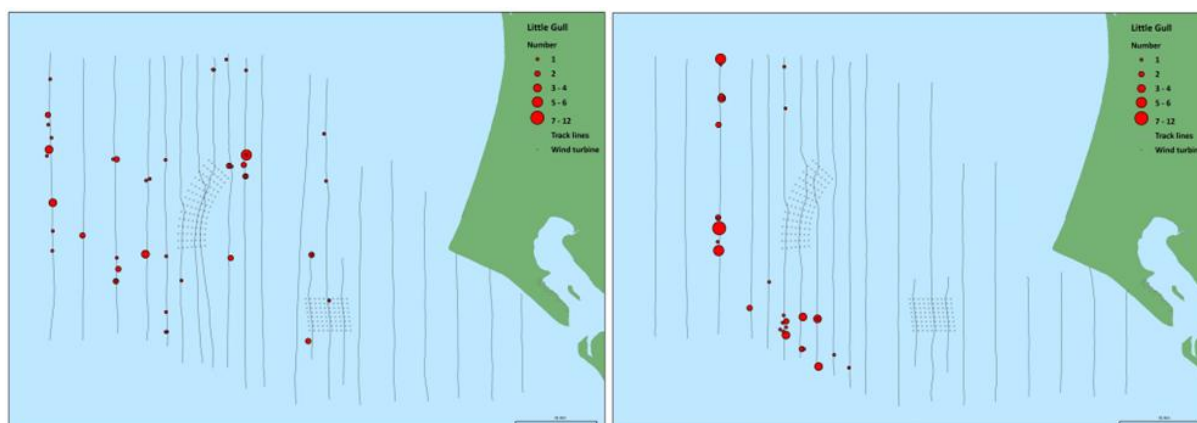 Little Gull
Number
1
2
3 - 4
5 - 6
7 - 12
Track lines
Wind turbine
Little Gull
Number
1
2
3 - 4
5 - 6
7 - 12
Track lines
Wind turbine